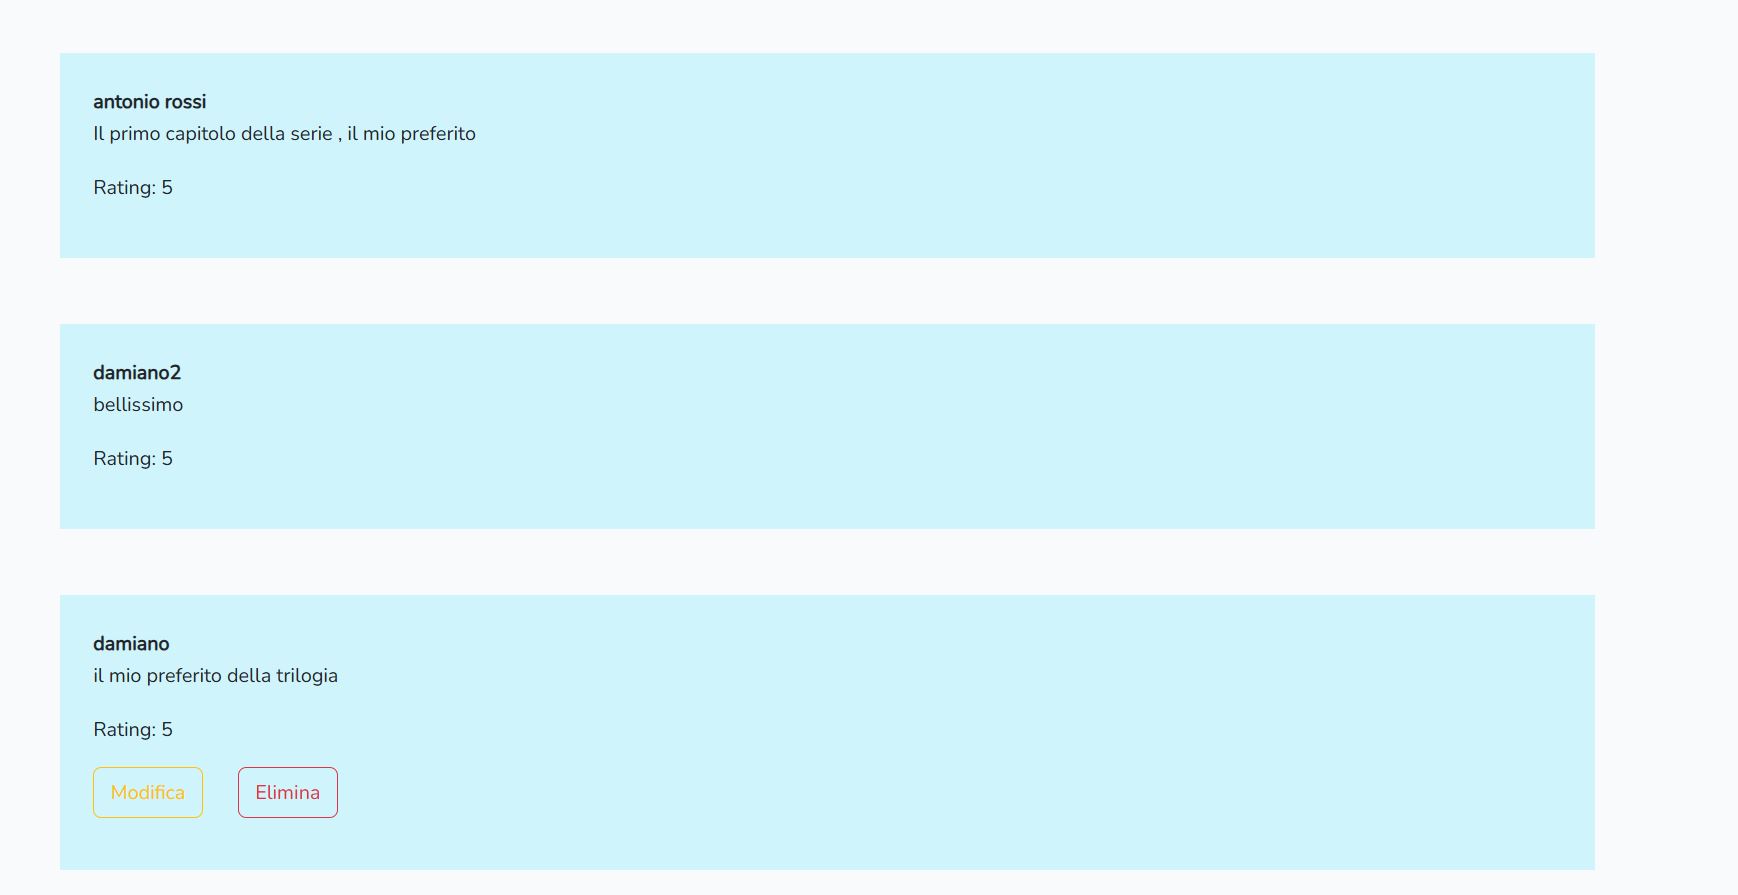 antonio rossi
Il primo capitolo della serie , il mio preferito
Rating: 5
damiano2
bellissimo
Rating: 5
damiano
il mio preferito della trilogia
Rating: 5
Modifica Elimina